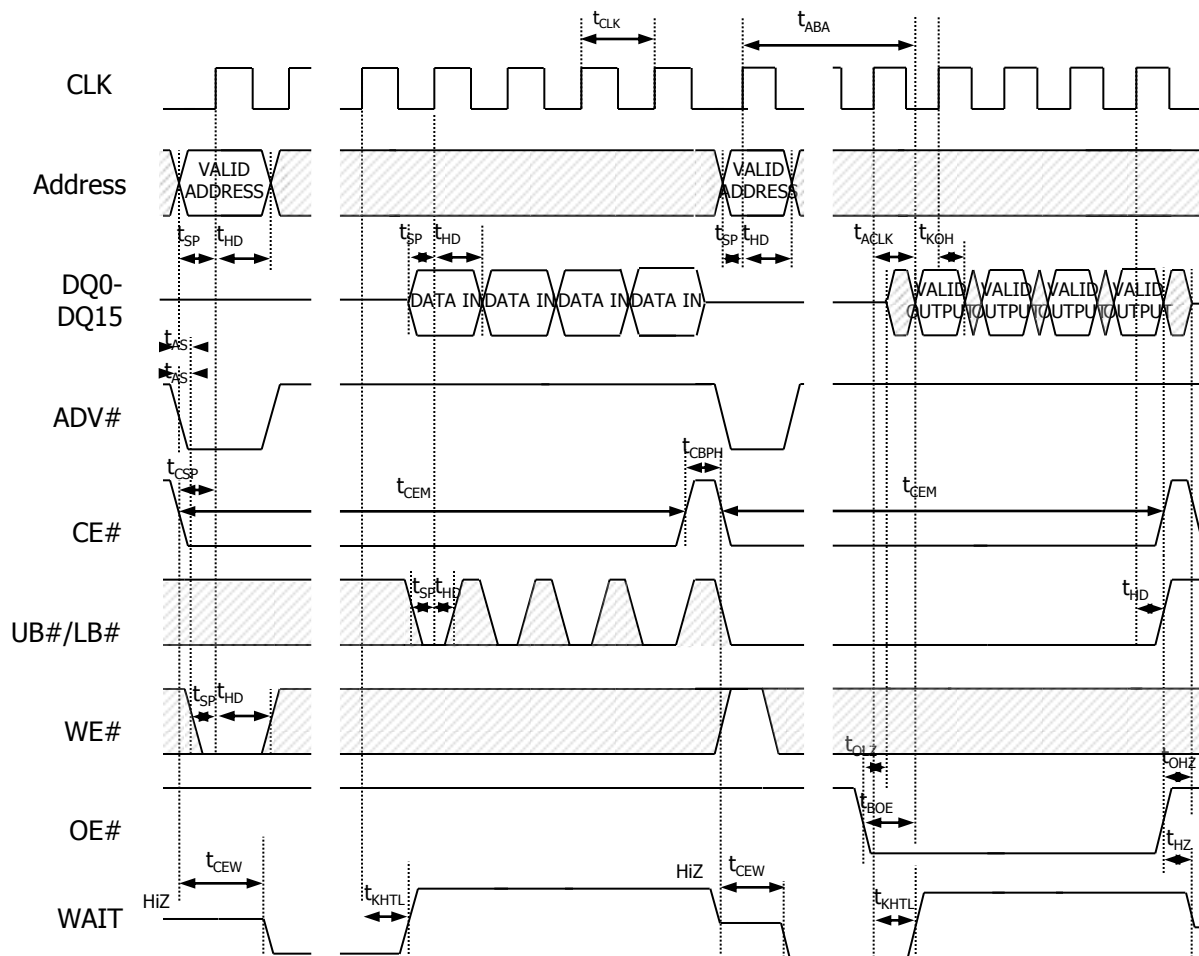 tCLK
tABA
CLK
VALID ADDRESS
VALID ADDRESS
Address
tSP tHD
tSP tHD
tSP tHD
tACLK tKOH
DQ0-
DQ15
DATA IN DATA IN DATA IN DATA IN
VALID OUTPUT
VALID OUTPUT
VALID OUTPUT
VALID OUTPUT
tAS
tAS
ADV#
tCBPH
tCSP
tCEM
tCEM
CE#
tSP tHD
tHD
UB#/LB#
tSP tHD
WE#
tOLZ
tOHZ
tBOE
OE#
tHZ
tCEW
HiZ
tCEW
HiZ
tKHTL
tKHTL
WAIT